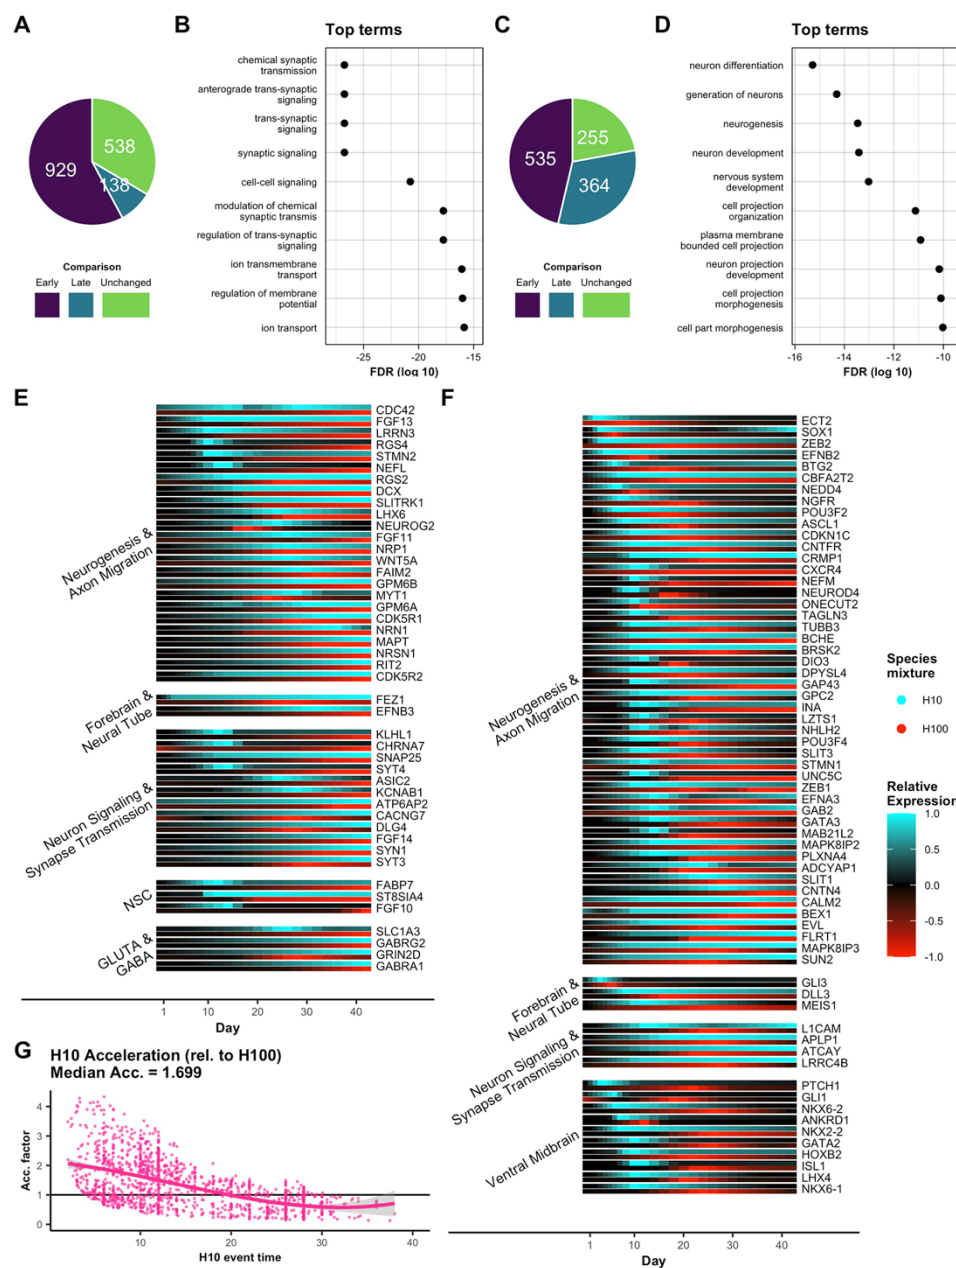 A
929
538
138
Comparison
Early Late Unchanged
B
Top terms
chemical synaptic
transmission
anterograde trans-synaptic
signaling
trans-synaptic
signaling
synaptic signaling
cell-cell signaling
modulation of chemical
synaptic transmis
regulation of trans-synaptic
signaling
ion transmembrane
transport
regulation of membrane
potential
ion transport
-25 -20 -15
FDR (log 10)
C
535
255
364
Comparison
Early Late Unchanged
D
Top terms
neuron differentiation
generation of neurons
neurogenesis
neuron development
nervous system
development
cell projection
organization
plasma membrane
bounded cell projection
neuron projection
development
cell projection
morphogenesis
cell part morphogenesis
-16 -14 -12 -10
FDR (log 10)
E
Neurogenesis &
Axon Migration
CDC42
FGF13
LRRN3
RGS4
STMN2
NEFL
RGS2
DCX
SLITRK1
LHX6
NEUROG2
FGF11
NRP1
WNT5A
FAIM2
GPM6B
MYT1
GPM6A
CDK5R1
NRN1
MAPT
NRSN1
RIT2
CDK5R2
Forebrain &
Neural Tube
FEZ1
EFNB3
Neuron Signaling &
Synapse Transmission
KLHL1
CHRNA7
SNAP25
SYT4
ASIC2
KCNAB1
ATP6AP2
CACNG7
DLG4
FGF14
SYN1
SYT3
NSC
FABP7
ST8SIA4
FGF10
GLUTA &
GABA
SLC1A3
GABRG2
GRIN2D
GABRA1
1 10 20 30 40
Day
F
Neurogenesis &
Axon Migration
ECT2
SOX1
ZEB2
EFNB2
BTG2
CBFA2T2
NEDD4
NGFR
POU3F2
ASCL1
CDKN1C
CNTFR
CRMP1
CXCR4
NEFM
NEUROD4
ONECUT2
TAGLN3
TUBB3
BCHE
BRSK2
DIO3
DPYSL4
GAP43
GPC2
INA
LZTS1
NHLH2
POU3F4
SLIT3
STMN1
UNC5C
ZEB1
EFNA3
GAB2
GATA3
MAB21L2
MAPK8IP2
PLXNA4
ADCYAP1
SLIT1
CNTN4
CALM2
BEX1
EVL
FLRT1
MAPK8IP3
SUN2
Forebrain &
Neural Tube
GLI3
DLL3
MEIS1
Neuron Signaling &
Synapse Transmission
L1CAM
APLP1
ATCAY
LRRC4B
Ventral Midbrain
PTCH1
GLI1
NKX6-2
ANKRD1
NKX2-2
GATA2
HOXB2
ISL1
LHX4
NKX6-1
1 10 20 30 40
Day
Species
mixture
H10
H100
Relative
Expression
1.0
0.5
0.0
-0.5
-1.0
G
H10 Acceleration (rel. to H100)
Median Acc. = 1.699
Acc. factor
4
3
2
1
0
10 20 30 40
H10 event time